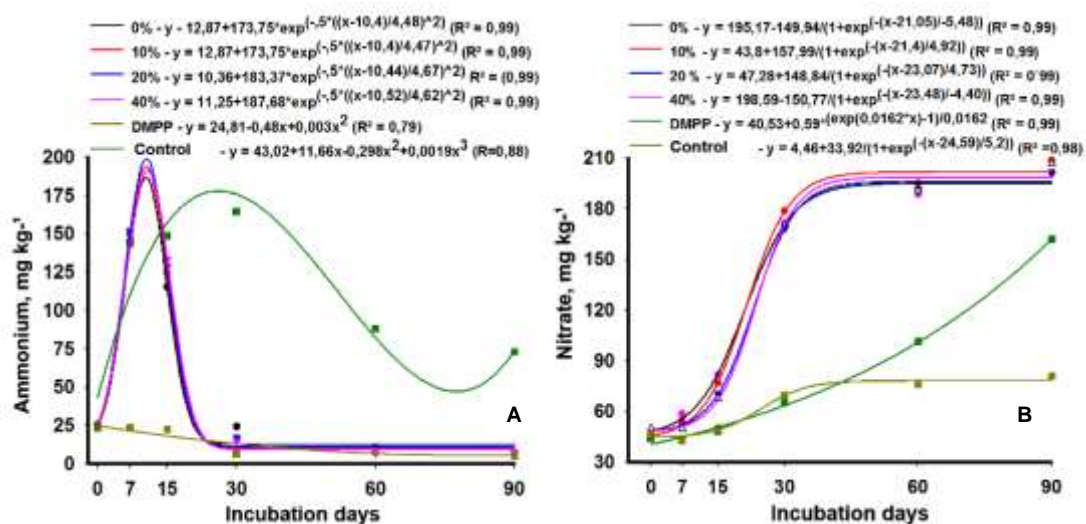 0% - y - 12,87+173,75*exp(-,5*((x-10,4)/4,48)^2) (R² = 0,99)
10% - y = 12,87+173,75*exp(-,5*((x-10,4)/4,47)^2) (R² = 0,99)
20% - y = 10,36+183,37*exp(-,5*((x-10,44)/4,67)^2) R² = (0,99)
40% - y = 11,25+187,68*exp(-,5*((x-10,52)/4,62)^2) (R² = 0,99)
DMPP - y = 24,81-0,48x+0,003x² (R² = 0,79)
Control - y = 43,02+11,66x-0,298x²+0,0019x³ (R=0,88)
200
175
150
125
100
75
50
25
0
Ammonium, mg kg-¹
A
0 7 15 30 60 90
Incubation days
0% - y = 195,17-149,94/(1+exp(-(x-21,05)/-5,48)) (R² = 0,99)
10% - y = 43,8+157,99/(1+exp(-(x-21,4)/4,92)) (R² = 0,99)
20 % - y = 47,28+148,84/(1+exp(-(x-23,07)/4,73)) (R² = 0'99)
40% - y = 198,59-150,77/(1+exp(-(x-23,48)/-4,40)) (R² = 0,99)
DMPP - y = 40,53+0,59*(exp(0,0162*x)-1)/0,0162 (R² = 0,99)
Control - y = 4,46+33,92/(1+exp(-(x-24,59)/5,2)) (R² =0,98)
210
180
150
120
90
60
30
Nitrate, mg kg-¹
B
0 7 15 30 60 90
Incubation days